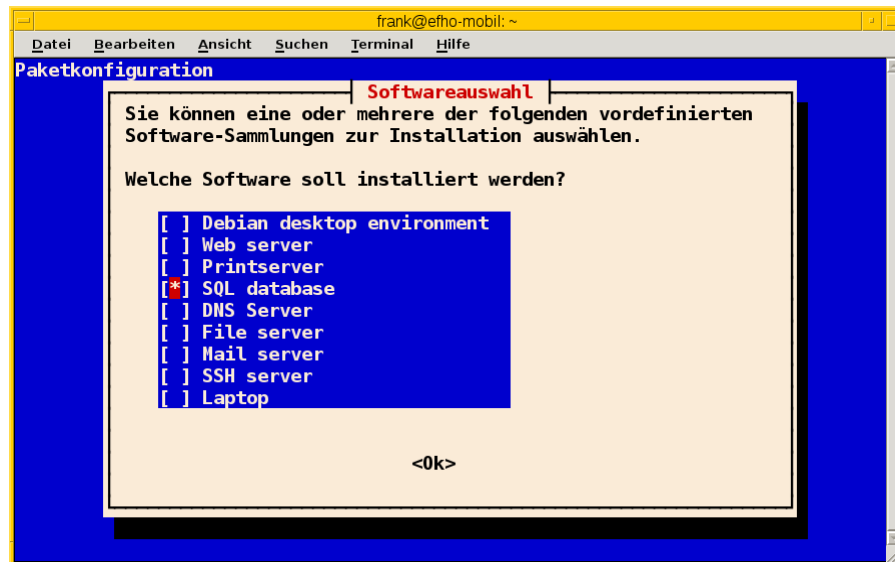 frank@efho-mobil: ~
Datei Bearbeiten Ansicht Suchen Terminal Hilfe
Paketkonfiguration
Softwareauswahl
Sie können eine oder mehrere der folgenden vordefinierten
Software-Sammlungen zur Installation auswählen.
Welche Software soll installiert werden?
[ ] Debian desktop environment
[ ] Web server
[ ] Printserver
[*] SQL database
[ ] DNS Server
[ ] File server
[ ] Mail server
[ ] SSH server
[ ] Laptop
<Ok>